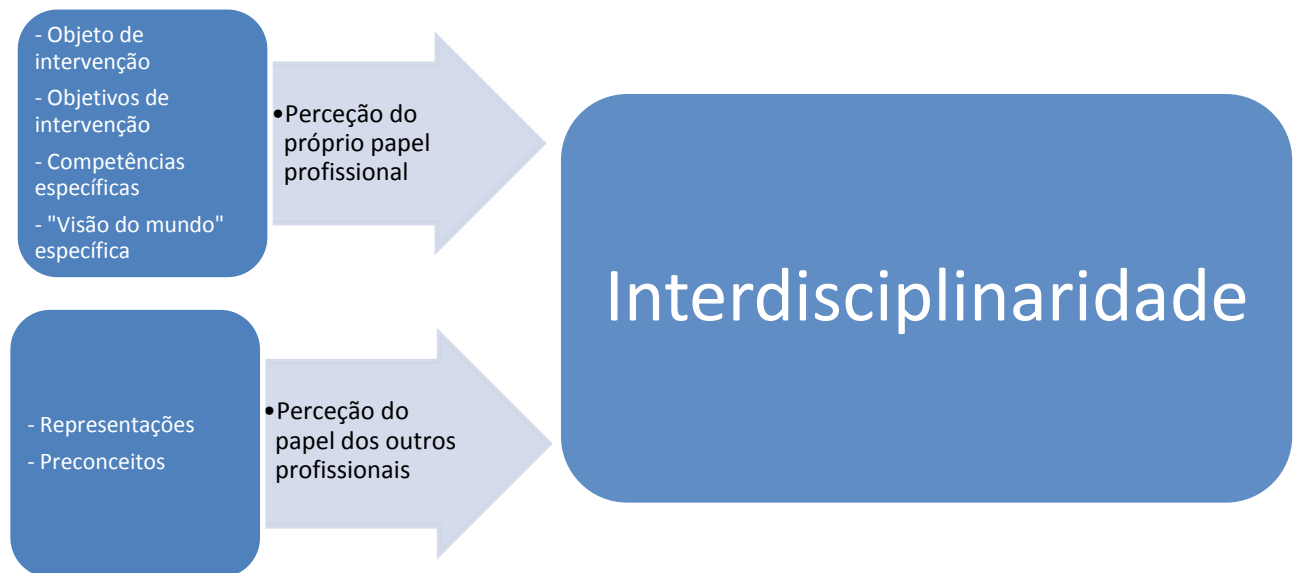 - Objeto de
intervenção
- Objetivos de
intervenção
- Competências
específicas
- "Visão do mundo"
específica
•Perceção do
próprio papel
profissional
- Representações
- Preconceitos
•Perceção do
papel dos outros
profissionais
Interdisciplinaridade